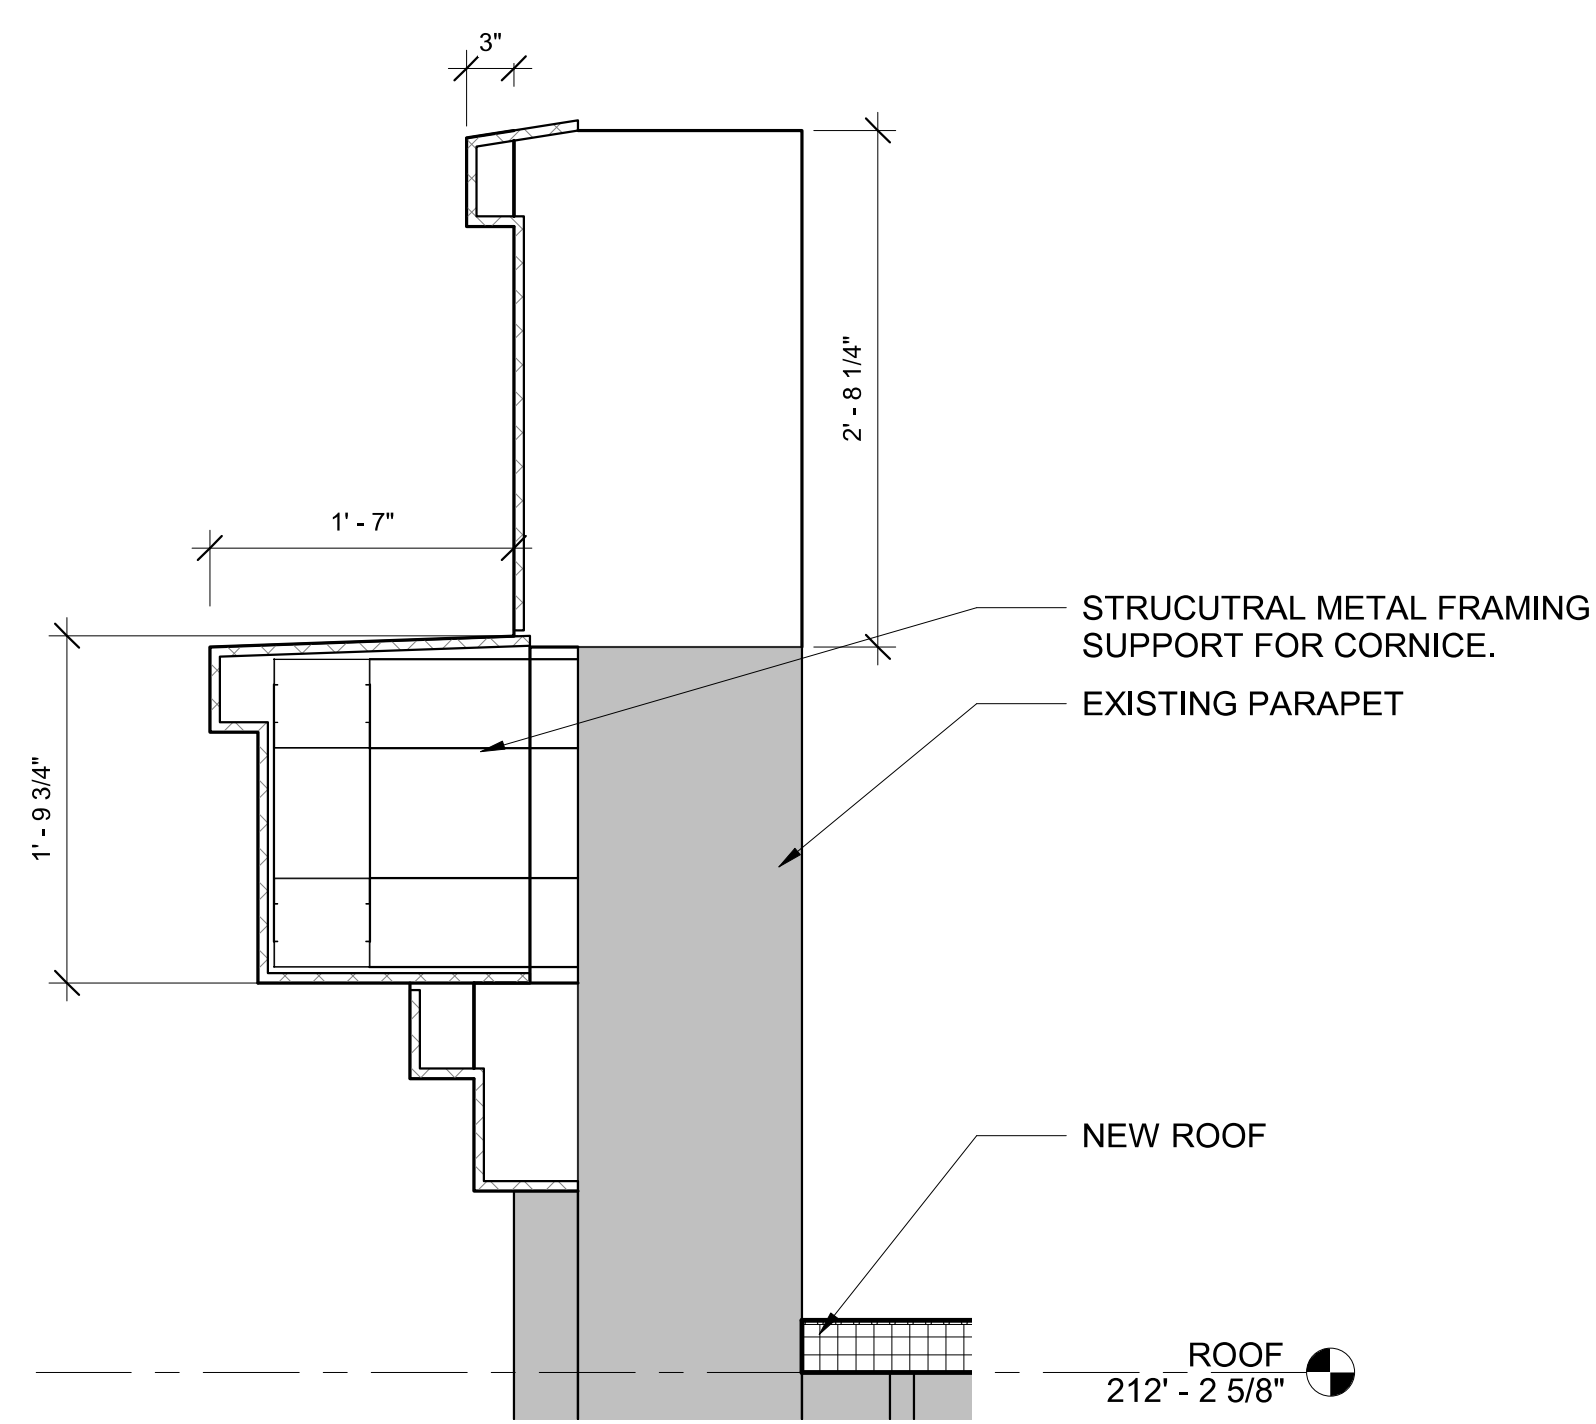 3"
2' - 8 1/4"
1' - 7"
STRUCUTRAL METAL FRAMING
SUPPORT FOR CORNICE.
EXISTING PARAPET
1' - 9 3/4"
NEW ROOF
ROOF
212' - 2 5/8"